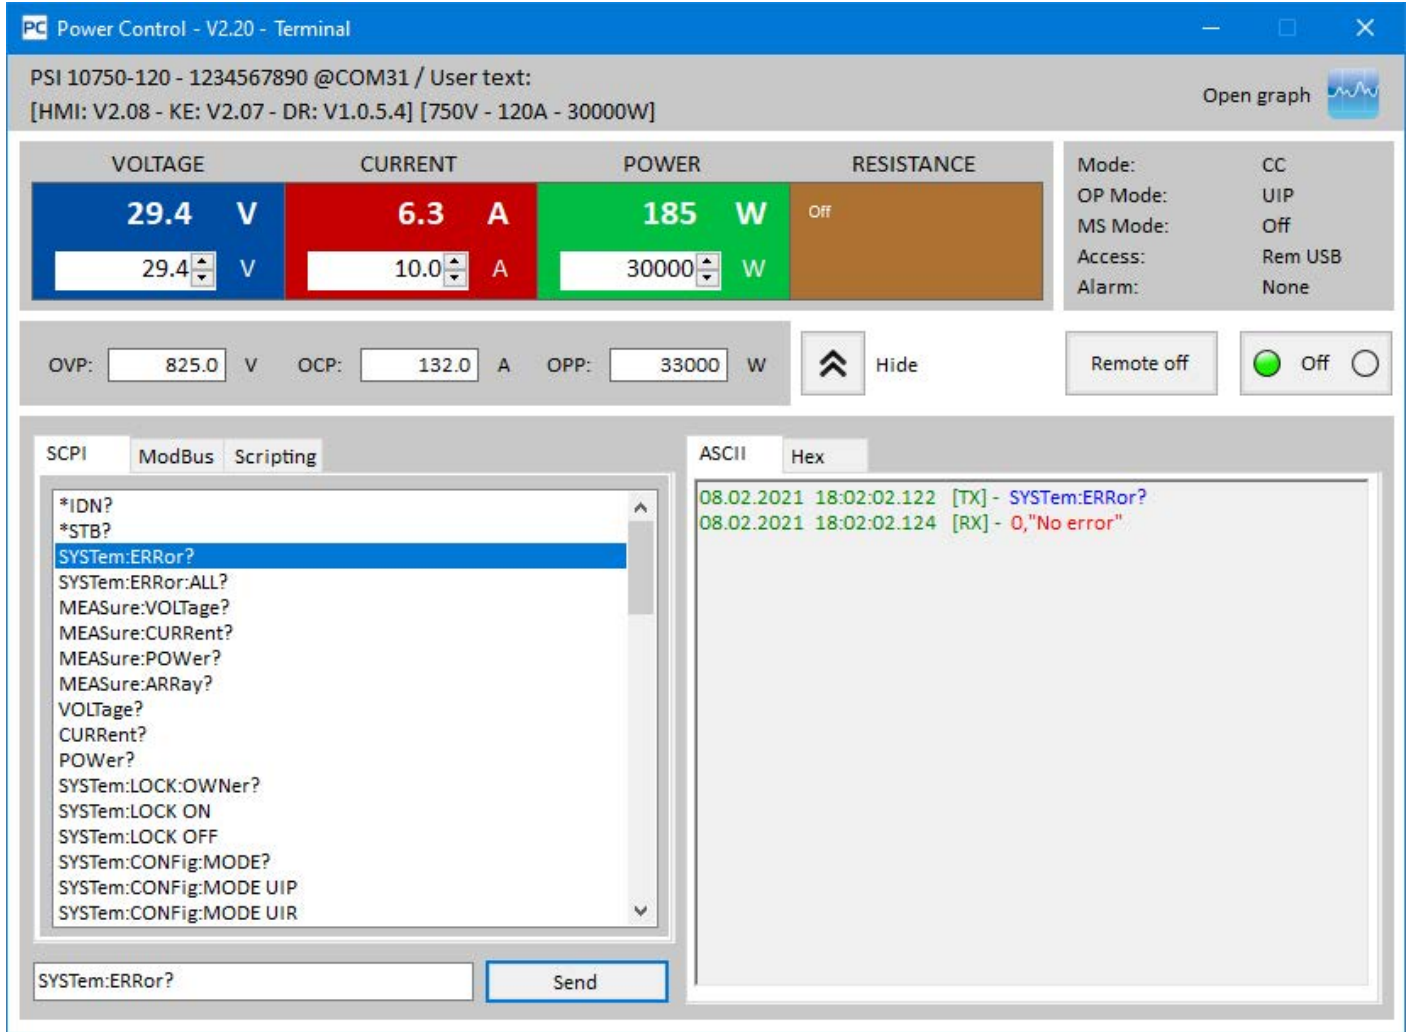 PC Power Control - V2.20 - Terminal
PSI 10750-120 - 1234567890 @COM31 / User text:
[HMI: V2.08 - KE: V2.07 - DR: V1.0.5.4] [750V - 120A - 30000W]
Open graph
VOLTAGE CURRENT POWER RESISTANCE
29.4 V 6.3 A 185 W Off
29.4 V 10.0 A 30000 W
Mode: CC
OP Mode: UIP
MS Mode: Off
Access: Rem USB
Alarm: None
OVP: 825.0 V OCP: 132.0 A OPP: 33000 W Hide Remote off Off
SCPI ModBus Scripting
*IDN?
*STB?
SYSTem:ERRor?
SYSTem:ERRor:ALL?
MEASure:VOLTage?
MEASure:CURRent?
MEASure:POWer?
MEASure:ARRay?
VOLTage?
CURRent?
POWer?
SYSTem:LOCK:OWNer?
SYSTem:LOCK ON
SYSTem:LOCK OFF
SYSTem:CONFig:MODE?
SYSTem:CONFig:MODE UIP
SYSTem:CONFig:MODE UIR
SYSTem:ERRor? Send
ASCII Hex
08.02.2021 18:02:02.122 [TX] - SYSTem:ERRor?
08.02.2021 18:02:02.124 [RX] - 0,"No error"